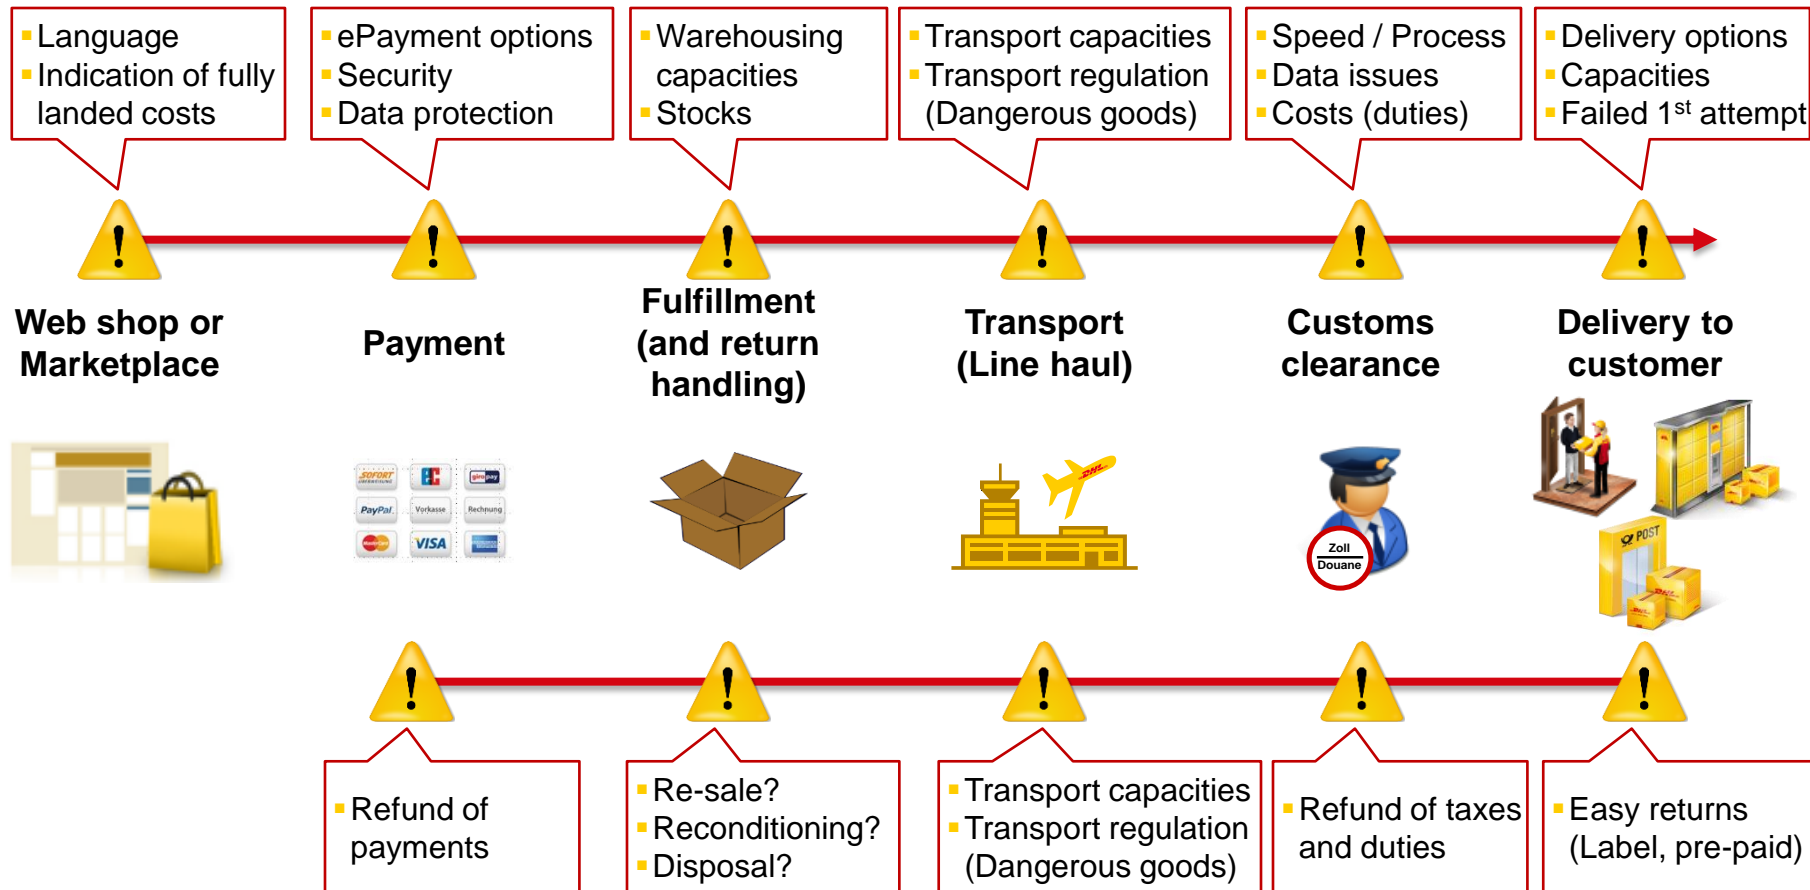 Language
Indication of fully
landed costs
ePayment options
Security
Data protection
Warehousing
capacities
Stocks
Transport capacities
Transport regulation
(Dangerous goods)
Speed / Process
Data issues
Costs (duties)
Delivery options
Capacities
Failed 1st attempt
Web shop or
Marketplace
Payment
Fulfillment
(and return
handling)
Transport
(Line haul)
Customs
clearance
Delivery to
customer
SOFORT
ÜBERWEISUNG
EC
giropay
PayPal
Vorkasse
Rechnung
MasterCard
VISA
DHL
Zoll
Douane
POST
Refund of
payments
Re-sale?
Reconditioning?
Disposal?
Transport capacities
Transport regulation
(Dangerous goods)
Refund of taxes
and duties
Easy returns
(Label, pre-paid)